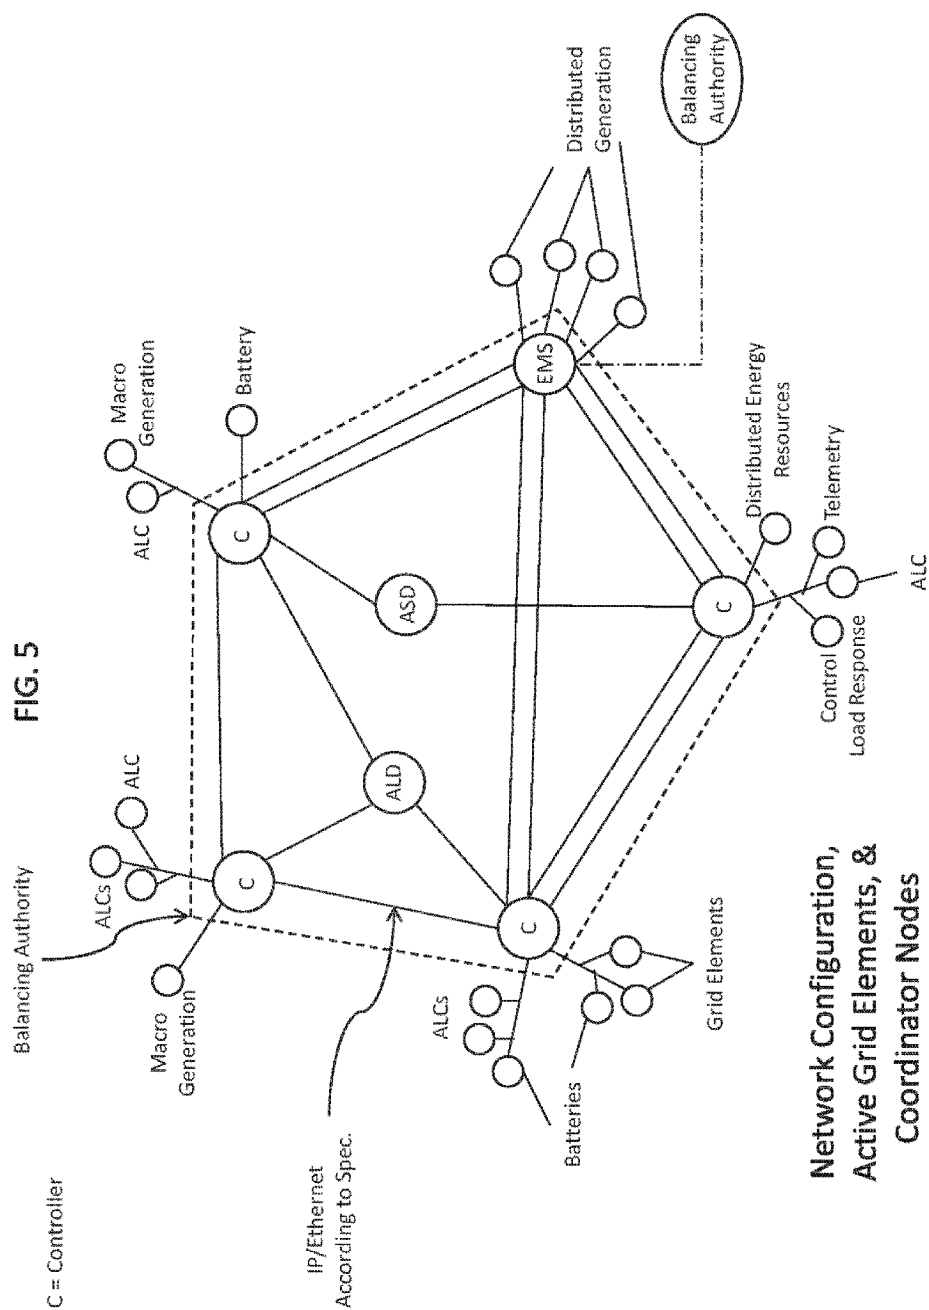 FIG. 5
C = Controller
Balancing Authority
ALCs
ALC
ALC
Macro
Generation
Battery
Macro
Generation
C
C
IP/Ethernet
According to Spec.
ALD
ASD
ALCs
Batteries
C
EMS
Distributed
Generation
Grid Elements
C
Balancing
Authority
Distributed Energy
Resources
Control
Load Response
Telemetry
ALC
Network Configuration,
Active Grid Elements, &
Coordinator Nodes